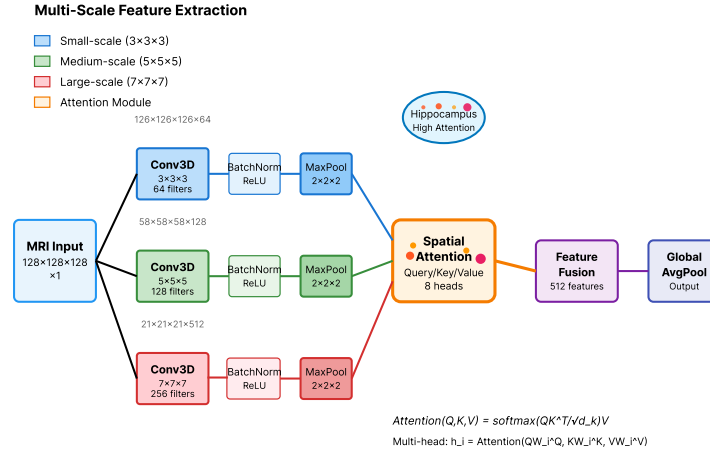 Multi-Scale Feature Extraction
Small-scale (3×3×3)
Medium-scale (5×5×5)
Large-scale (7×7×7)
Attention Module
126×126×126×64
Hippocampus
High Attention
Conv3D
3×3×3
64 filters
BatchNorm
ReLU
MaxPool
2×2×2
58×58×58×128
MRI Input
128×128×128
×1
Conv3D
5×5×5
128 filters
BatchNorm
ReLU
MaxPool
2×2×2
Spatial
Attention
Query/Key/Value
8 heads
Feature
Fusion
512 features
Global
AvgPool
Output
21×21×21×512
Conv3D
7×7×7
256 filters
BatchNorm
ReLU
MaxPool
2×2×2
Attention(Q,K,V) = softmax(QK^T/√d_k)V
Multi-head: h_i = Attention(QW_i^Q, KW_i^K, VW_i^V)